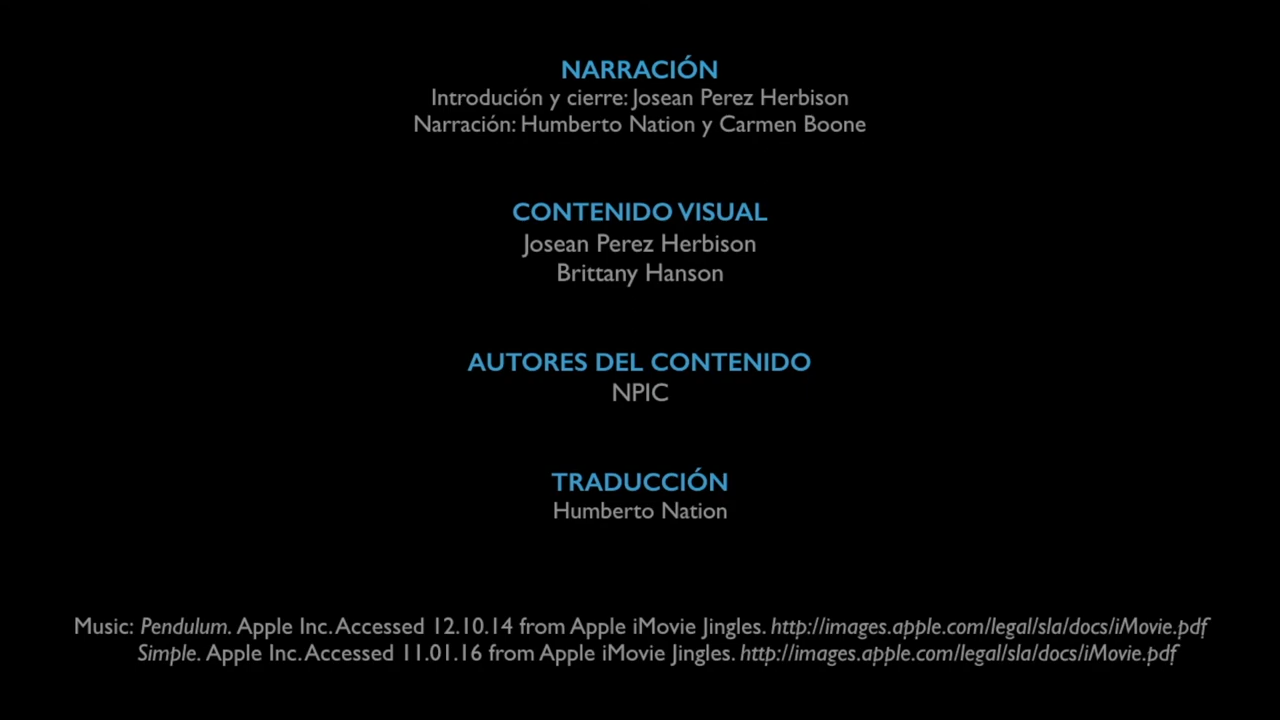 NARRACIÓN
Introdución y cierre: Josean Perez Herbison
Narración: Humberto Nation y Carmen Boone
CONTENIDO VISUAL
Josean Perez Herbison
Brittany Hanson
AUTORES DEL CONTENIDO
NPIC
TRADUCCIÓN
Humberto Nation
Music: Pendulum. Apple Inc. Accessed 12.10.14 from Apple iMovie Jingles. http://images.apple.com/legal/sla/docs/iMovie.pdf
Simple. Apple Inc. Accessed 11.01.16 from Apple iMovie Jingles. http://images.apple.com/legal/sla/docs/iMovie.pdf